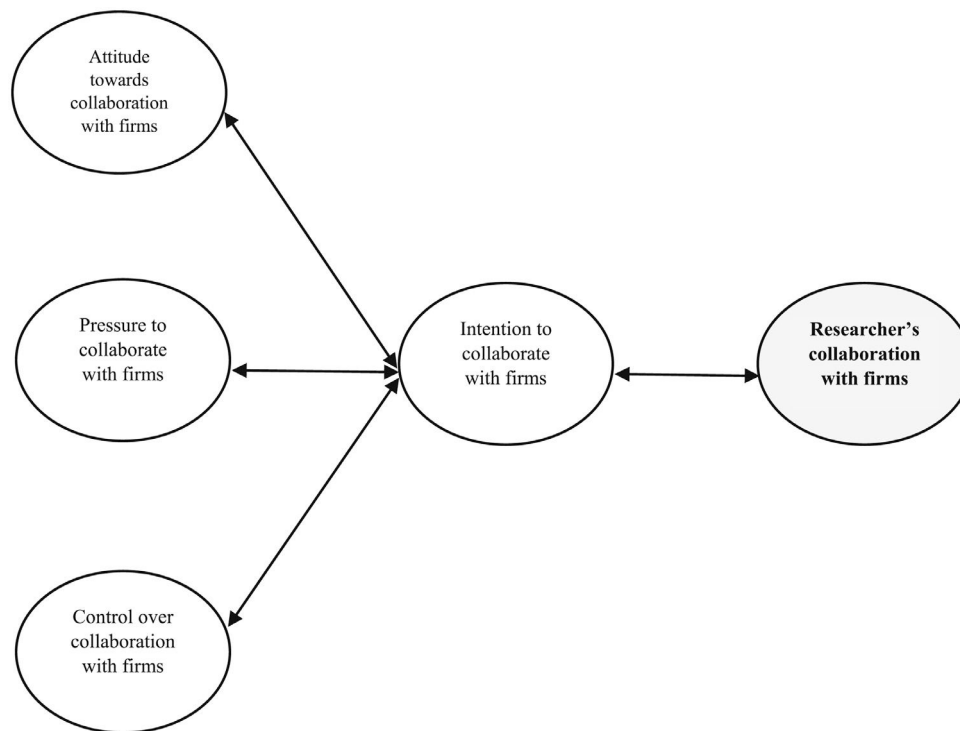 Attitude
towards
collaboration
with firms
Pressure to
collaborate
with firms
Intention to
collaborate
with firms
Researcher's
collaboration
with firms
Control over
collaboration
with firms